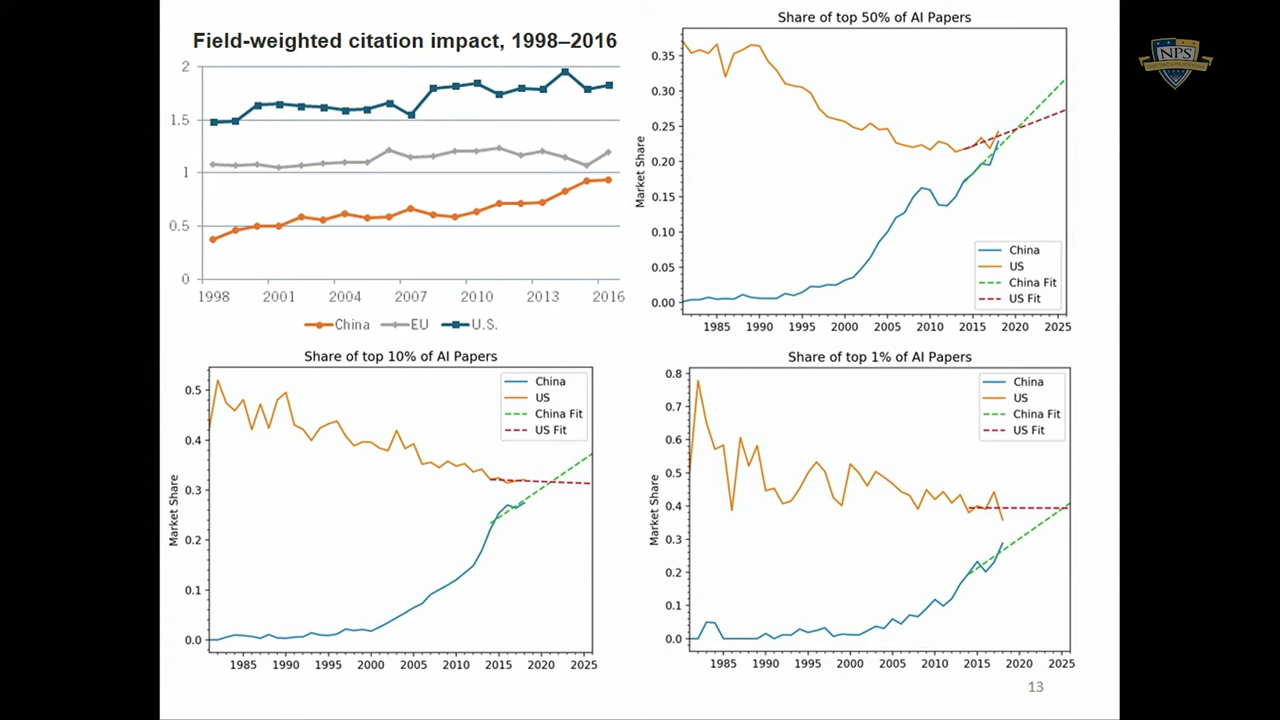 Field-weighted citation impact, 1998–2016
2
1.5
1
0.5
0
1998 2001 2004 2007 2010 2013 2016
China EU U.S.
Share of top 50% of AI Papers
Market Share
0.35
0.30
0.25
0.20
0.15
0.10
0.05
0.00
China
US
China Fit
US Fit
1985 1990 1995 2000 2005 2010 2015 2020 2025
NPS
Share of top 10% of AI Papers
Market Share
0.5
0.4
0.3
0.2
0.1
0.0
China
US
China Fit
US Fit
1985 1990 1995 2000 2005 2010 2015 2020 2025
Share of top 1% of AI Papers
Market Share
0.8
0.7
0.6
0.5
0.4
0.3
0.2
0.1
0.0
China
US
China Fit
US Fit
1985 1990 1995 2000 2005 2010 2015 2020 2025
13